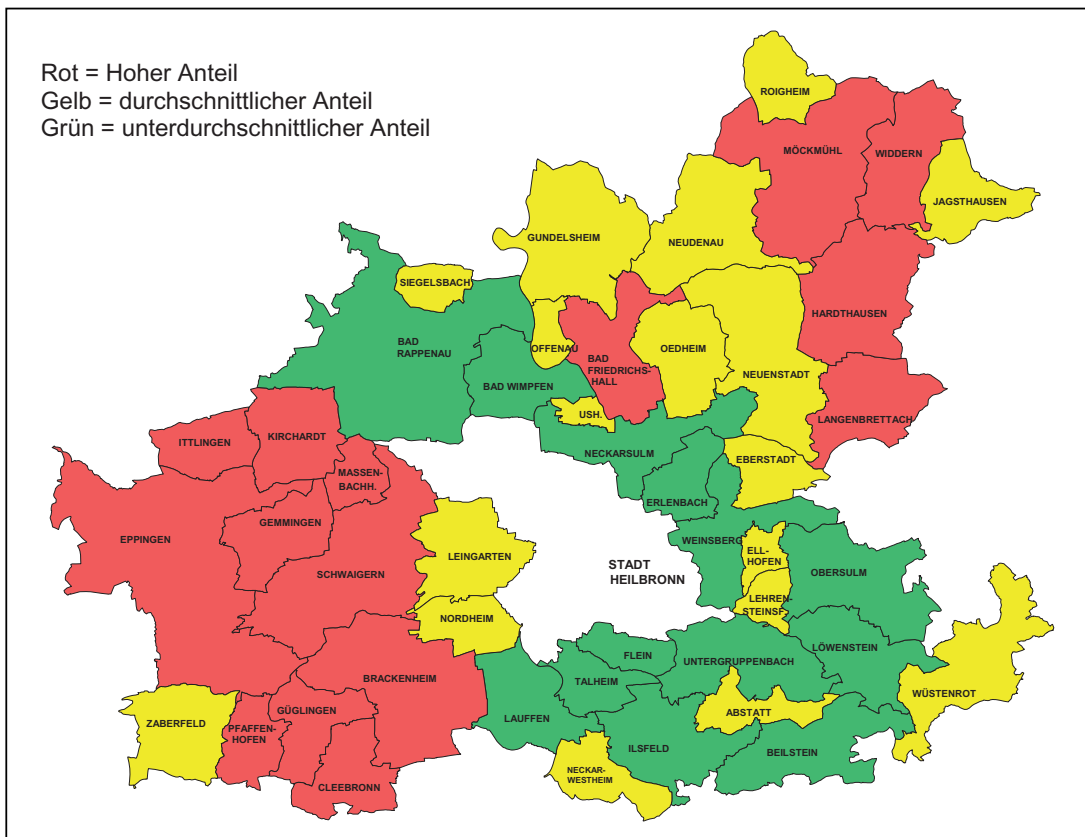 Rot = Hoher Anteil
Gelb = durchschnittlicher Anteil
Grün = unterdurchschnittlicher Anteil
ROIGHEIM
MÖCKMÜHL
WIDDERN
JAGSTHAUSEN
GUNDELSHEIM
NEUDENAU
SIEGELSBACH
HARDTHAUSEN
BAD
RAPPENAU
OFFENAU
OEDHEIM
BAD
FRIEDRICHS-
HALL
NEUENSTADT
BAD WIMPFEN
USH.
LANGENBRETTACH
ITTLINGEN
KIRCHARDT
NECKARSULM
EBERSTADT
MASSEN-
BACHH.
ERLENBACH
GEMMINGEN
EPPINGEN
WEINSBERG
LEINGARTEN
ELL-
HOFEN
STADT
HEILBRONN
OBERSULM
SCHWAIGERN
LEHREN-
STEINSF.
NORDHEIM
LÖWENSTEIN
FLEIN
UNTERGRUPPENBACH
BRACKENHEIM
TALHEIM
WÜSTENROT
GÜGLINGEN
ABSTATT
LAUFFEN
ZABERFELD
PFAFFEN-
HOFEN
ILSFELD
BEILSTEIN
NECKAR-
WESTHEIM
CLEEBRONN